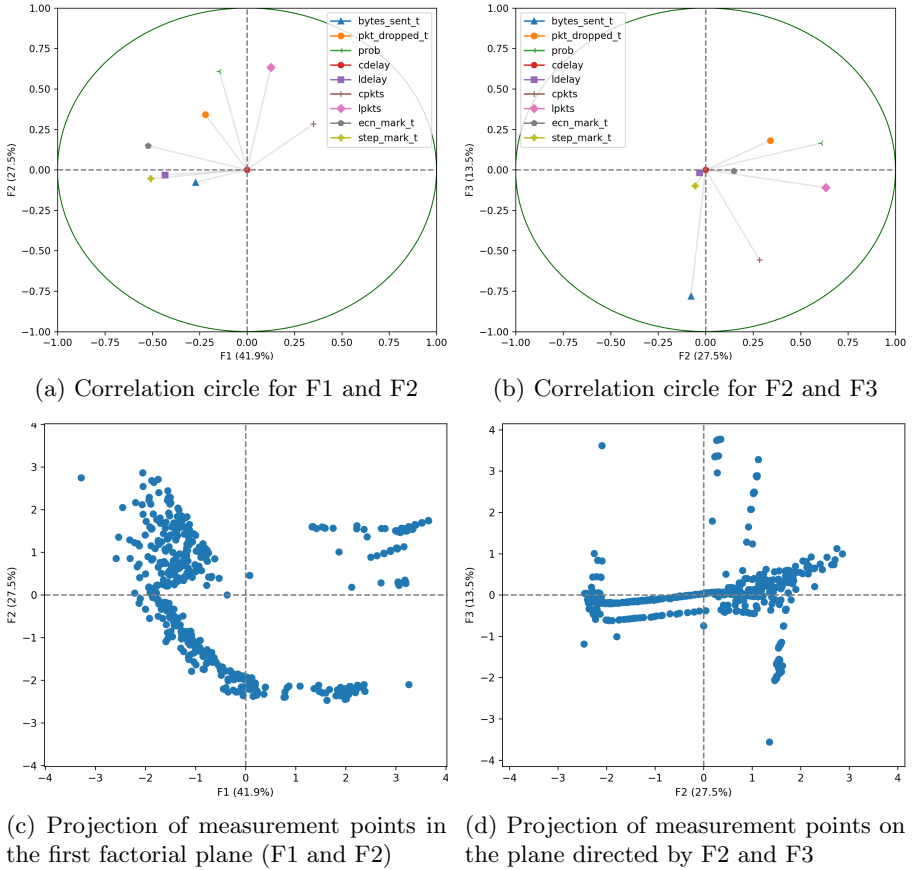 1.00
0.75
0.50
0.25
0.00
−0.25
−0.50
−0.75
−1.00
F2 (27.5%)
bytes_sent_t
pkt_dropped_t
prob
cdelay
ldelay
cpkts
lpkts
ecn_mark_t
step_mark_t
−1.00 −0.75 −0.50 −0.25 0.00 0.25 0.50 0.75 1.00
F1 (41.9%)
(a) Correlation circle for F1 and F2
1.00
0.75
0.50
0.25
0.00
−0.25
−0.50
−0.75
−1.00
F3 (13.5%)
bytes_sent_t
pkt_dropped_t
prob
cdelay
ldelay
cpkts
lpkts
ecn_mark_t
step_mark_t
−1.00 −0.75 −0.50 −0.25 0.00 0.25 0.50 0.75 1.00
F2 (27.5%)
(b) Correlation circle for F2 and F3
4
3
2
1
0
−1
−2
−3
−4
F2 (27.5%)
−4 −3 −2 −1 0 1 2 3 4
F1 (41.9%)
(c) Projection of measurement points in
the first factorial plane (F1 and F2)
4
3
2
1
0
−1
−2
−3
−4
F3 (13.5%)
−4 −3 −2 −1 0 1 2 3 4
F2 (27.5%)
(d) Projection of measurement points on
the plane directed by F2 and F3